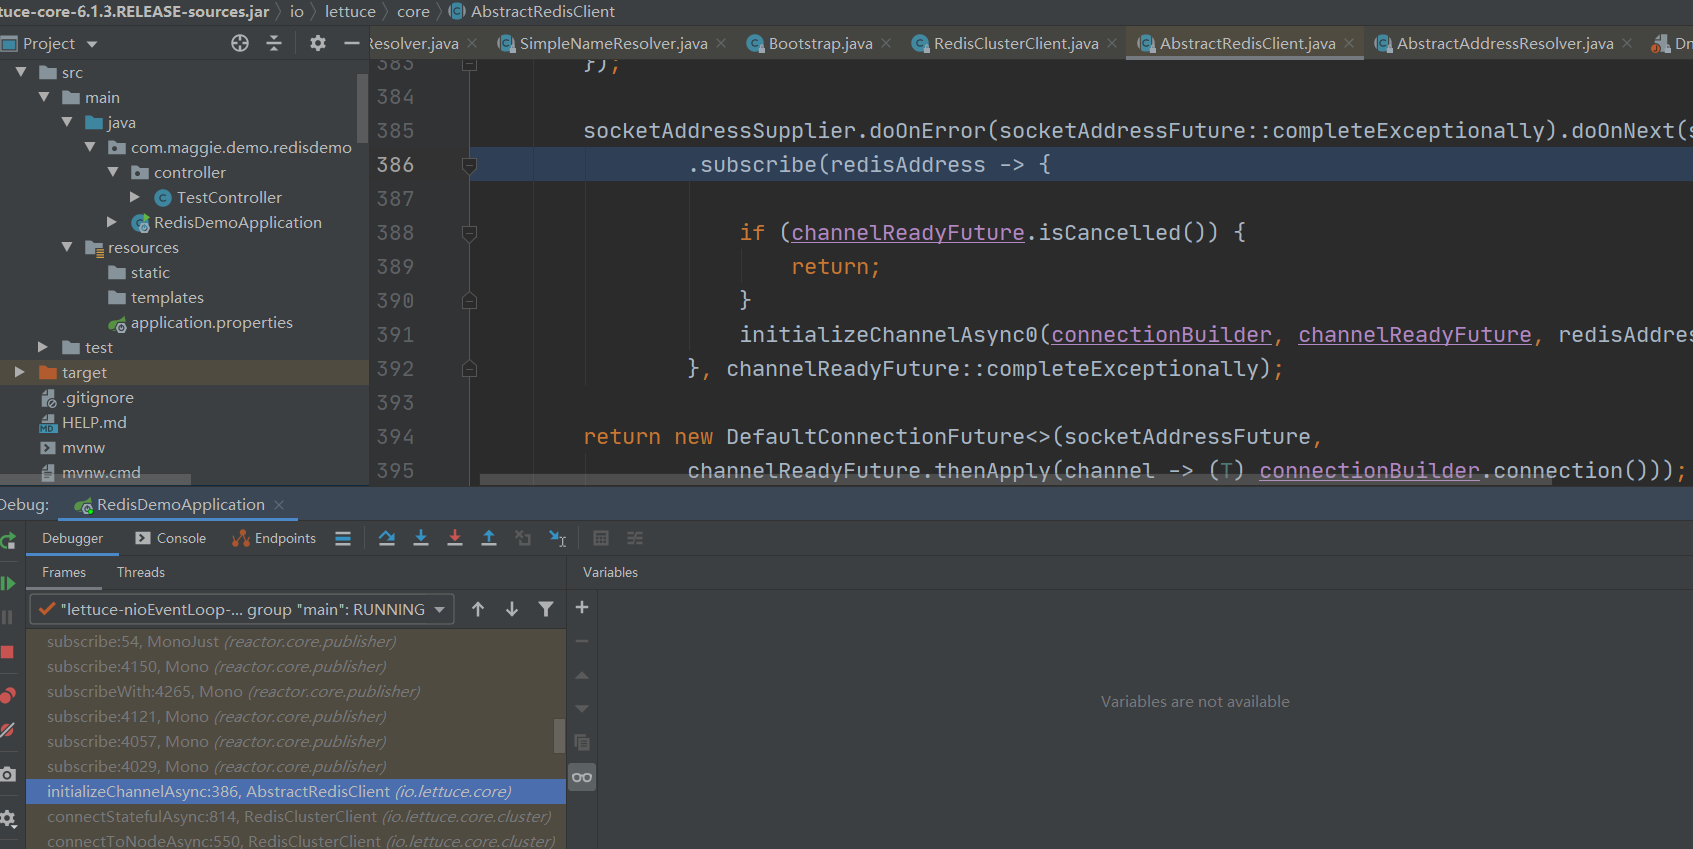 tuce-core-6.1.3.RELEASE-sources.jar io lettuce core AbstractRedisClient
Project
Resolver.java SimpleNameResolver.java Bootstrap.java RedisClusterClient.java AbstractRedisClient.java AbstractAddressResolver.java Dn
src
main
java
com.maggie.demo.redisdemo
controller
TestController
RedisDemoApplication
resources
static
templates
application.properties
test
target
.gitignore
HELP.md
mvnw
mvnw.cmd
383 });
384
385 socketAddressSupplier.doOnError(socketAddressFuture::completeExceptionally).doOnNext(s
386 .subscribe(redisAddress -> {
387
388 if (channelReadyFuture.isCancelled()) {
389 return;
390 }
391 initializeChannelAsync0(connectionBuilder, channelReadyFuture, redisAddres
392 }, channelReadyFuture::completeExceptionally);
393
394 return new DefaultConnectionFuture<>(socketAddressFuture,
395 channelReadyFuture.thenApply(channel -> (T) connectionBuilder.connection()));
Debug: RedisDemoApplication
Debugger Console Endpoints
Frames Threads Variables
"lettuce-nioEventLoop-... group "main": RUNNING
subscribe:54, MonoJust (reactor.core.publisher)
subscribe:4150, Mono (reactor.core.publisher)
subscribeWith:4265, Mono (reactor.core.publisher)
subscribe:4121, Mono (reactor.core.publisher)
subscribe:4057, Mono (reactor.core.publisher)
subscribe:4029, Mono (reactor.core.publisher)
initializeChannelAsync:386, AbstractRedisClient (io.lettuce.core)
connectStatefulAsync:814, RedisClusterClient (io.lettuce.core.cluster)
connectToNodeAsync:550, RedisClusterClient (io.lettuce.core.cluster)
Variables are not available